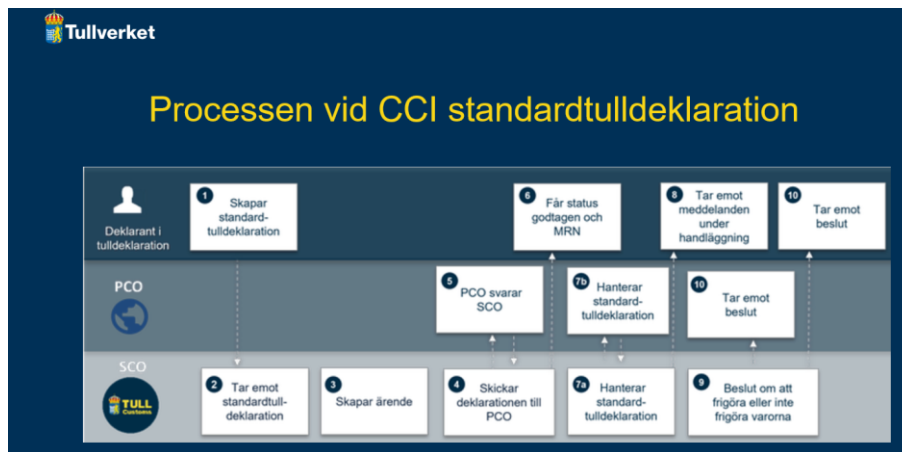 Tullverket
Processen vid CCI standardtulldeklaration
Deklarant i
tulldeklaration
1
Skapar
standard-
tulldeklaration
6
Får status
godtagen och
MRN
8
Tar emot
meddelanden
under
handläggning
10
Tar emot
beslut
PCO
5
PCO svarar
SCO
7b
Hanterar
standard-
tulldeklaration
10
Tar emot
beslut
SCO
TULL
Customs
2
Tar emot
standardtull-
deklaration
3
Skapar ärende
4
Skickar
deklarationen till
PCO
7a
Hanterar
standard-
tulldeklaration
9
Beslut om att
frigöra eller inte
frigöra varorna